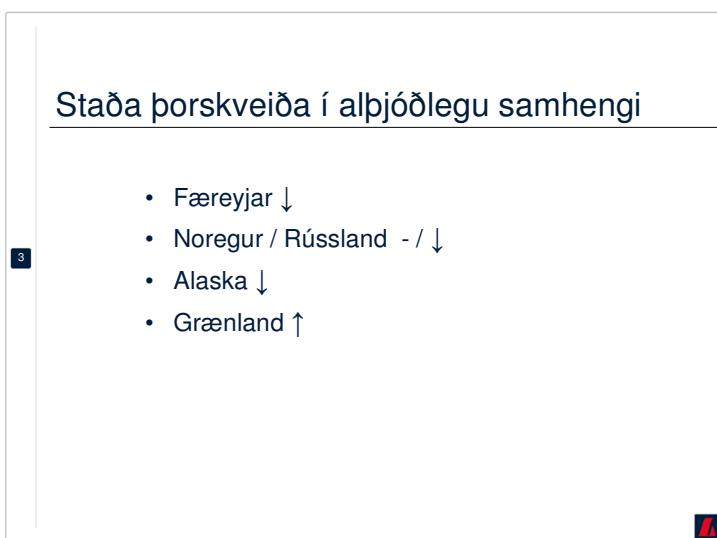 Staða þorskveiða í alþjóðlegu samhengi
• Færeyjar ↓
• Noregur / Rússland - / ↓
3
• Alaska ↓
• Grænland ↑